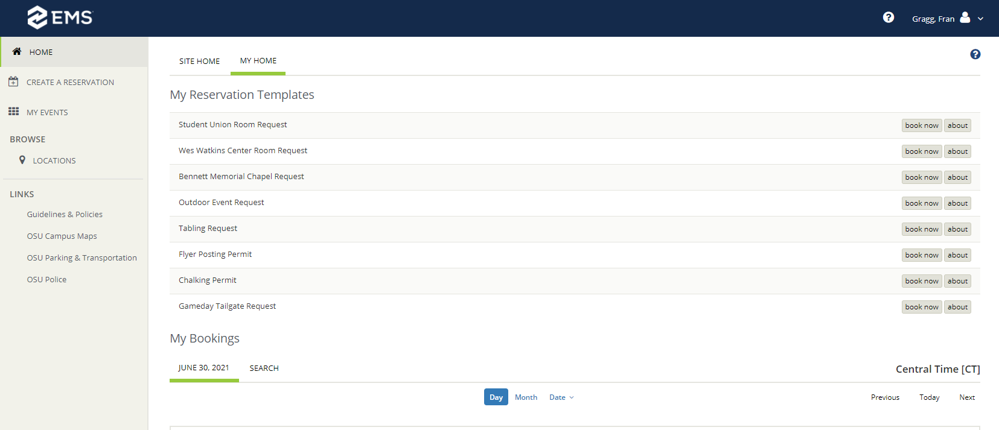 EMS
Gragg, Fran
HOME
CREATE A RESERVATION
MY EVENTS
BROWSE
LOCATIONS
LINKS
Guidelines & Policies
OSU Campus Maps
OSU Parking & Transportation
OSU Police
SITE HOME MY HOME
My Reservation Templates
Student Union Room Request book now about
Wes Watkins Center Room Request book now about
Bennett Memorial Chapel Request book now about
Outdoor Event Request book now about
Tabling Request book now about
Flyer Posting Permit book now about
Chalking Permit book now about
Gameday Tailgate Request book now about
My Bookings
JUNE 30, 2021 SEARCH Central Time [CT]
Day Month Date Previous Today Next